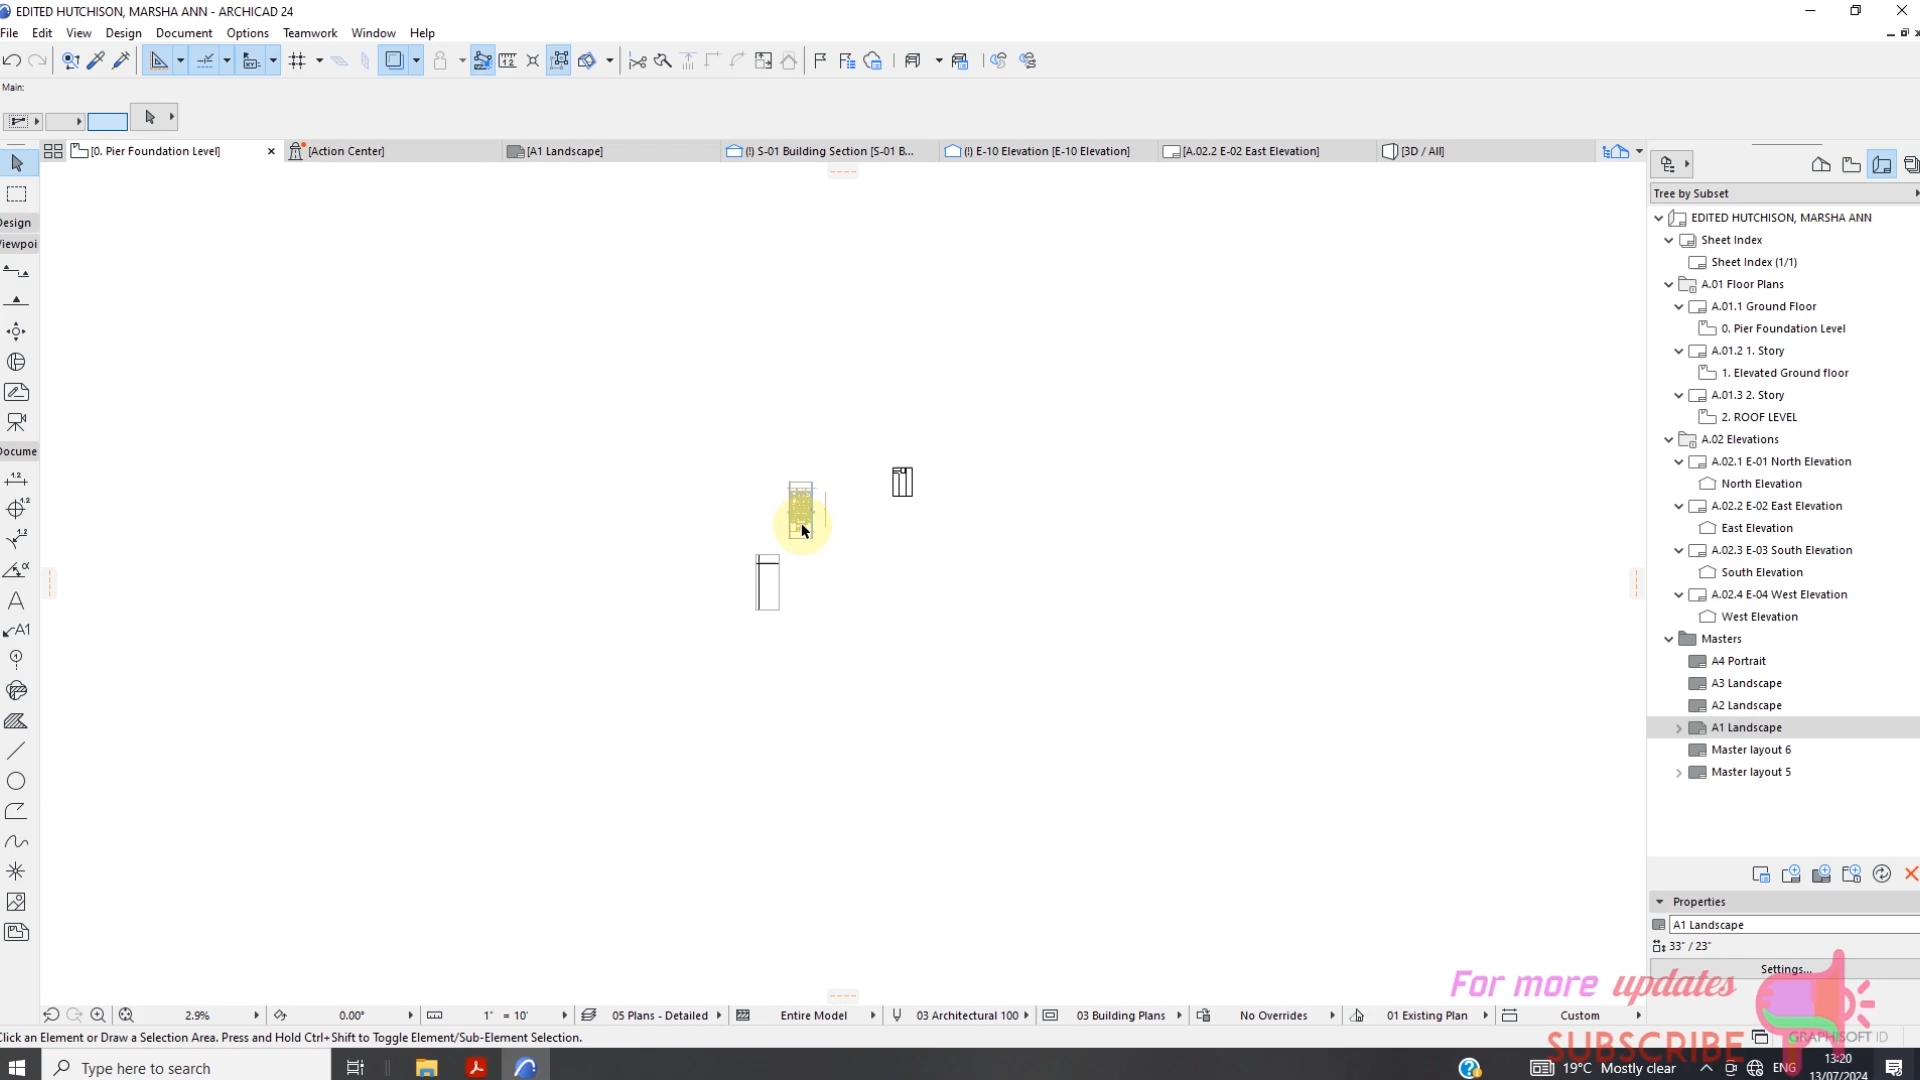 EDITED HUTCHISON, MARSHA ANN - ARCHICAD 24
File Edit View Design Document Options Teamwork Window Help
Main:
[0. Pier Foundation Level]
[Action Center]
[A1 Landscape]
(!) S-01 Building Section [S-01 B...
(!) E-10 Elevation [E-10 Elevation]
[A.02.2 E-02 East Elevation]
[3D / All]
Design
Viewpoi
Docume
Tree by Subset
EDITED HUTCHISON, MARSHA ANN
Sheet Index
Sheet Index (1/1)
A.01 Floor Plans
A.01.1 Ground Floor
0. Pier Foundation Level
A.01.2 1. Story
1. Elevated Ground floor
A.01.3 2. Story
2. ROOF LEVEL
A.02 Elevations
A.02.1 E-01 North Elevation
North Elevation
A.02.2 E-02 East Elevation
East Elevation
A.02.3 E-03 South Elevation
South Elevation
A.02.4 E-04 West Elevation
West Elevation
Masters
A4 Portrait
A3 Landscape
A2 Landscape
A1 Landscape
Master layout 6
Master layout 5
Properties
A1 Landscape
33" / 23"
Settings...
For more updates
SUBSCRIBE
GRAPHISOFT ID
2.9% 0.00° 1" = 10' 05 Plans - Detailed Entire Model 03 Architectural 100 03 Building Plans No Overrides 01 Existing Plan Custom
Click an Element or Draw a Selection Area. Press and Hold Ctrl+Shift to Toggle Element/Sub-Element Selection.
Type here to search
19°C Mostly clear
ENG
13:20
13/07/2024